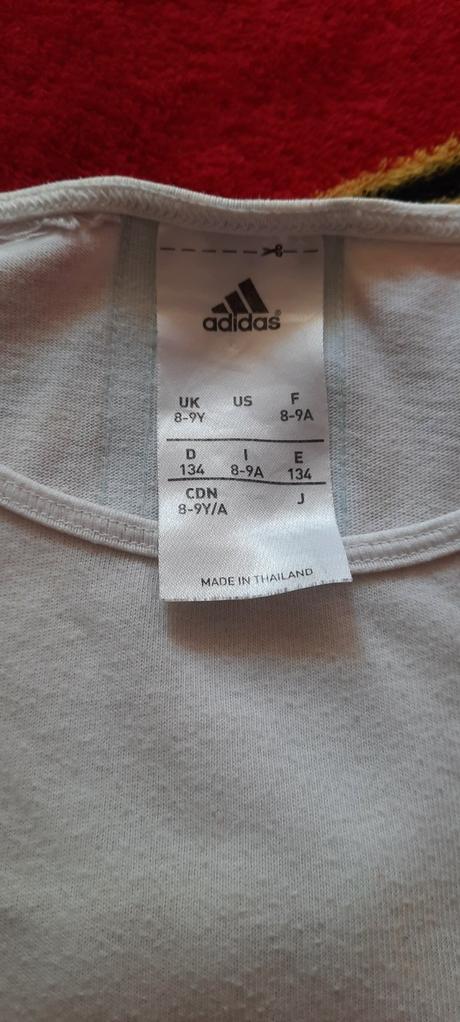 adidas®
UK US F
8-9Y 8-9A
D I E
134 8-9A 134
CDN J
8-9Y/A
MADE IN THAILAND